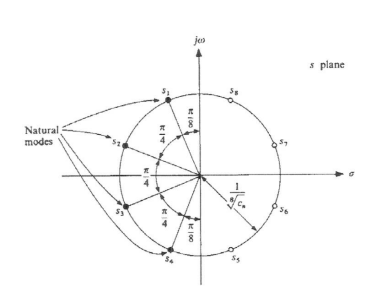 jω
s plane
s₁
s₈
π/8
π/4
Natural
modes
s₂
s₇
π/4
σ
1/⁸√cₙ
s₃
s₆
π/4
π/8
s₄
s₅